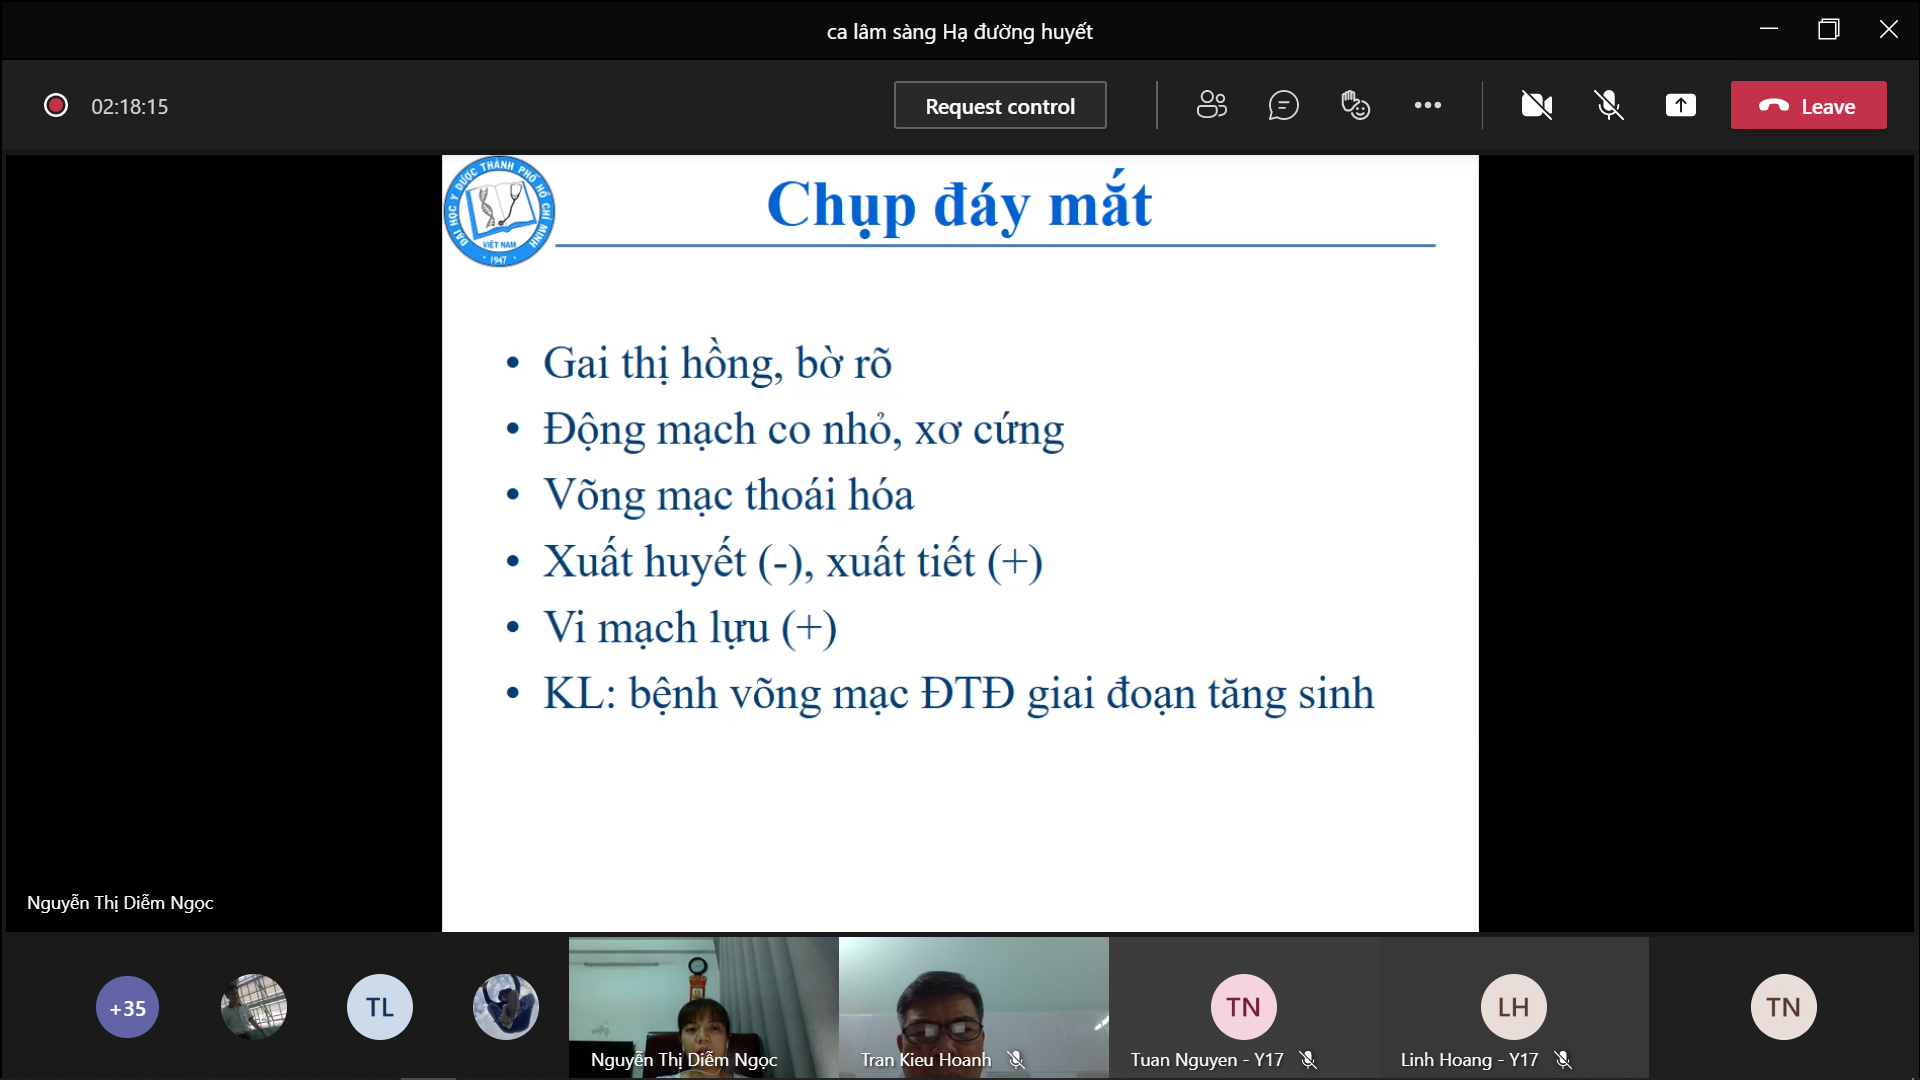 ca lâm sàng Hạ đường huyết
02:18:15
Request control
Leave
ĐẠI HỌC Y DƯỢC THÀNH PHỐ HỒ CHÍ MINH
VIỆT NAM
1947
Chụp đáy mắt
• Gai thị hồng, bờ rõ
• Động mạch co nhỏ, xơ cứng
• Võng mạc thoái hóa
• Xuất huyết (-), xuất tiết (+)
• Vi mạch lựu (+)
• KL: bệnh võng mạc ĐTĐ giai đoạn tăng sinh
Nguyễn Thị Diễm Ngọc
+35
TL
TN
LH
TN
Nguyễn Thị Diễm Ngọc
Tran Kieu Hoanh
Tuan Nguyen - Y17
Linh Hoang - Y17